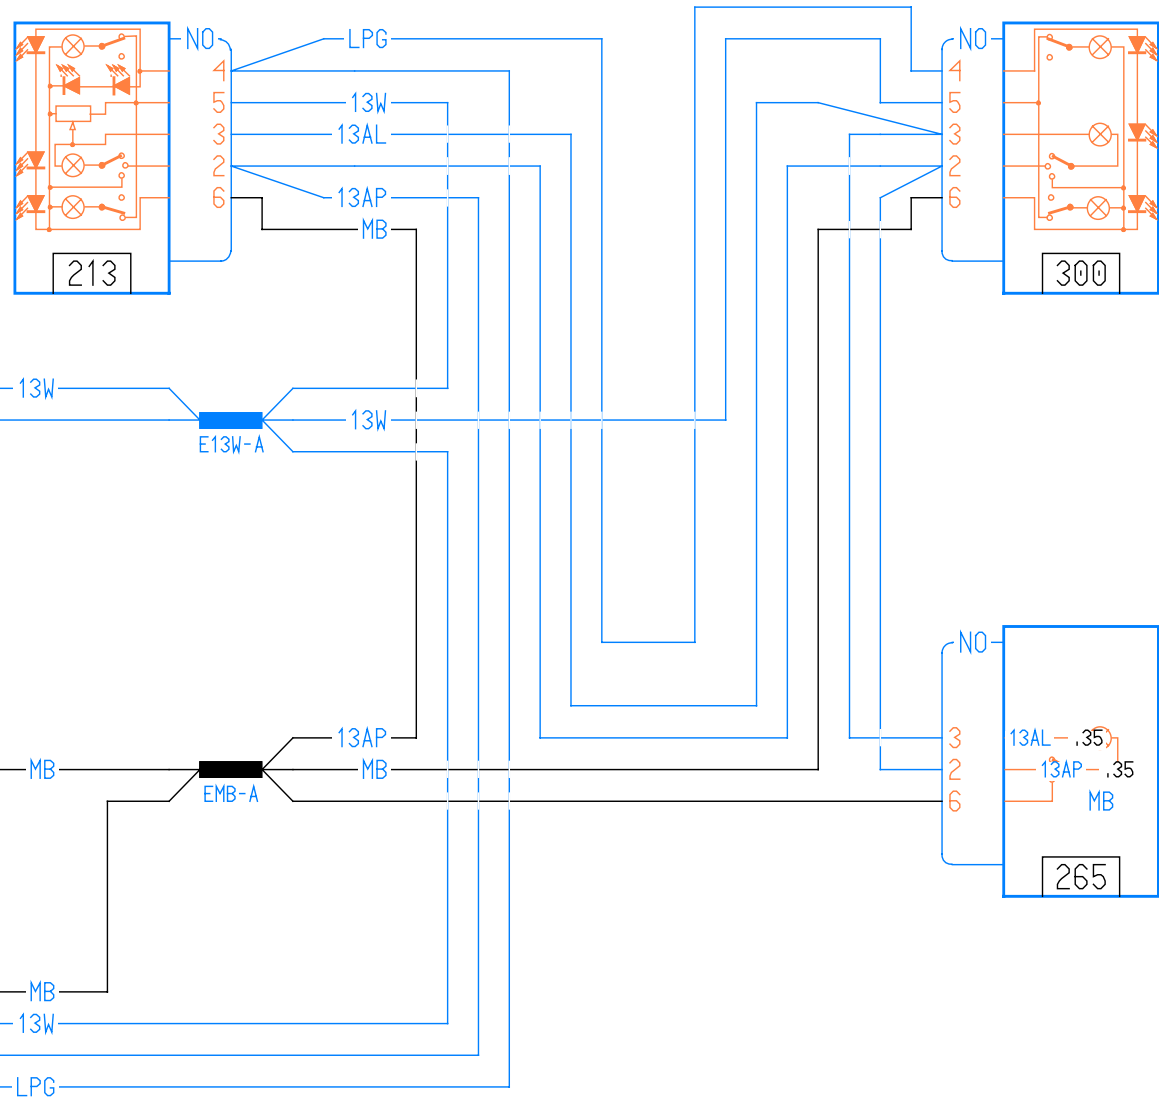 NO LPG NO
4 4
5 13W 5
3 13AL 3
2 2
6 13AP 6
MB
213 300
13W
13W
E13W-A
NO
13AP 3 13AL .35
MB MB 2 13AP .35
EMB-A 6 MB
265
MB
13W
LPG